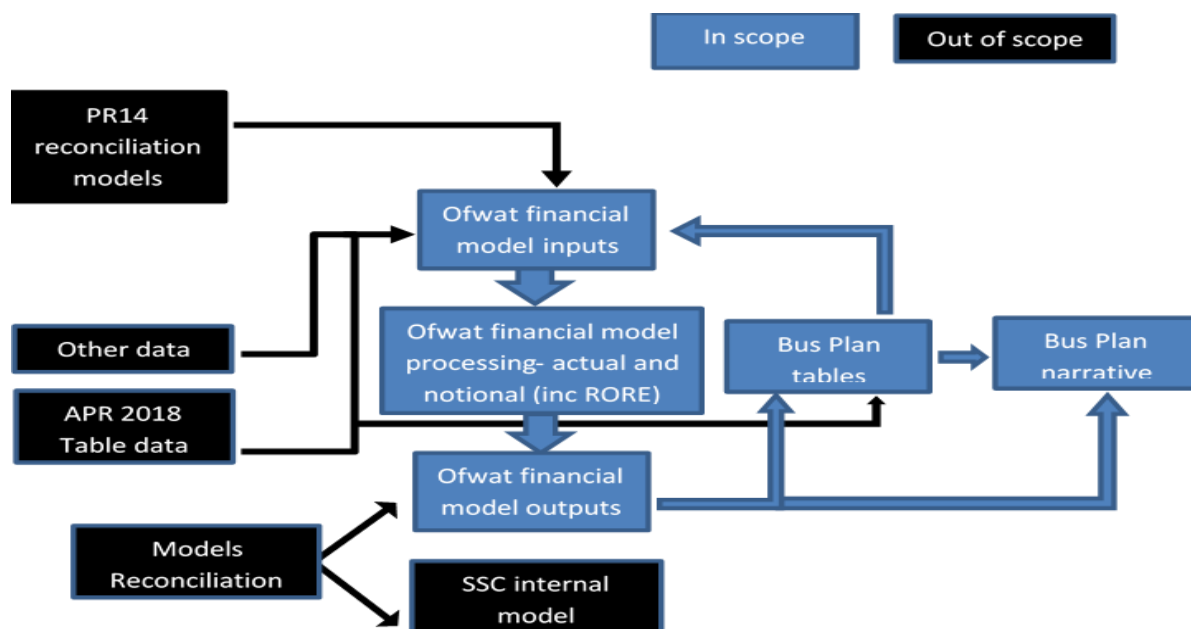 In scope
Out of scope
PR14
reconciliation
models
Ofwat financial
model inputs
Other data
Ofwat financial model
processing- actual and
notional (inc RORE)
Bus Plan
tables
Bus Plan
narrative
APR 2018
Table data
Ofwat financial
model outputs
Models
Reconciliation
SSC internal
model